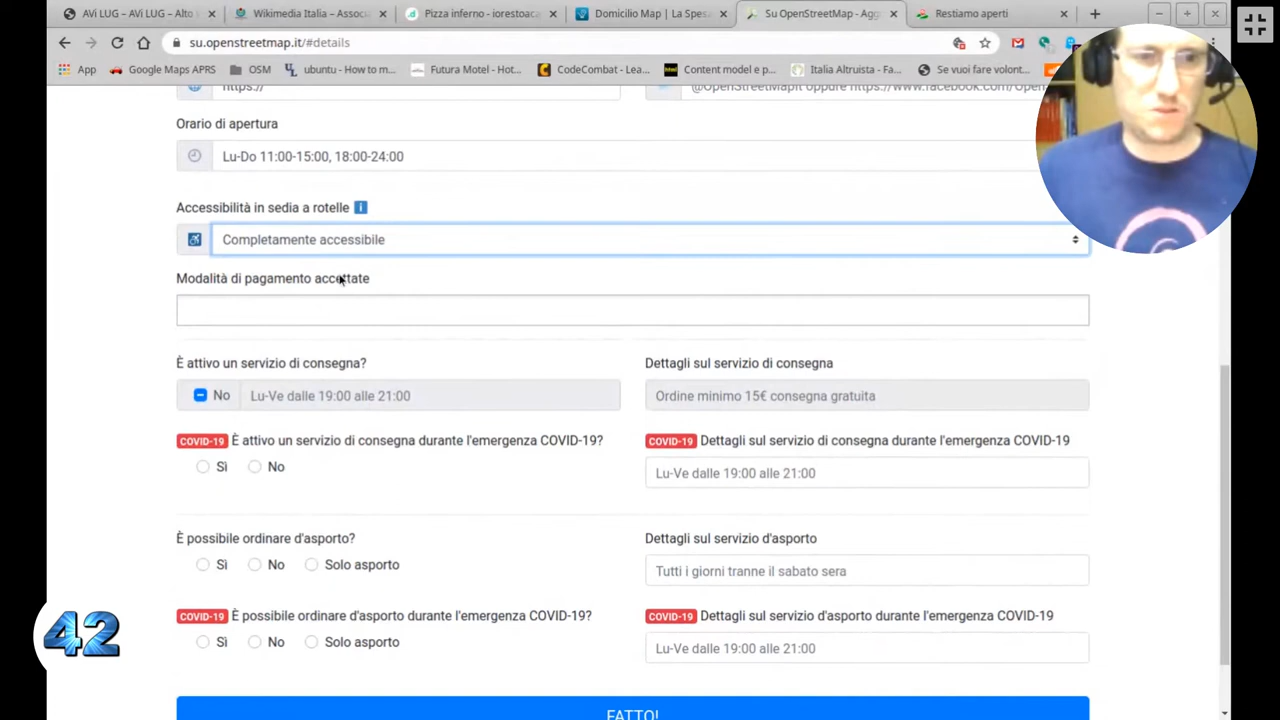 AVi LUG – AVi LUG – Alto
Wikimedia Italia – Assoc
Pizza inferno - iorestoaca
Domicilio Map | La Spes
Su OpenStreetMap - Agg
Restiamo aperti
su.openstreetmap.it/#details
App
Google Maps APRS
OSM
ubuntu - How to m...
Futura Motel - Hot...
CodeCombat - Lea...
Content model e p...
Italia Altruista - Fa...
Se vuoi fare volont...
https://
@OpenStreetMapIt oppure https://www.facebook.com/Open
Orario di apertura
Lu-Do 11:00-15:00, 18:00-24:00
Accessibilità in sedia a rotelle
Completamente accessibile
Modalità di pagamento accettate
È attivo un servizio di consegna?
Dettagli sul servizio di consegna
No
Lu-Ve dalle 19:00 alle 21:00
Ordine minimo 15€ consegna gratuita
COVID-19 È attivo un servizio di consegna durante l'emergenza COVID-19?
COVID-19 Dettagli sul servizio di consegna durante l'emergenza COVID-19
Sì No
Lu-Ve dalle 19:00 alle 21:00
È possibile ordinare d'asporto?
Dettagli sul servizio d'asporto
Sì No Solo asporto
Tutti i giorni tranne il sabato sera
COVID-19 È possibile ordinare d'asporto durante l'emergenza COVID-19?
COVID-19 Dettagli sul servizio d'asporto durante l'emergenza COVID-19
42
Sì No Solo asporto
Lu-Ve dalle 19:00 alle 21:00
FATTO!